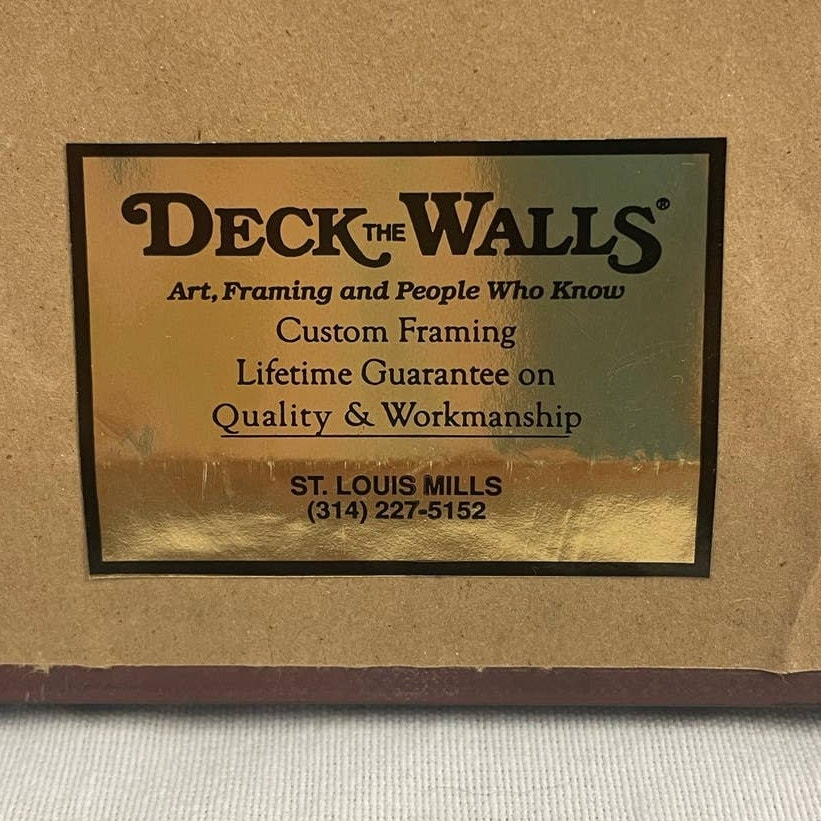 DECK THE WALLS®
Art, Framing and People Who Know
Custom Framing
Lifetime Guarantee on
Quality & Workmanship
ST. LOUIS MILLS
(314) 227-5152